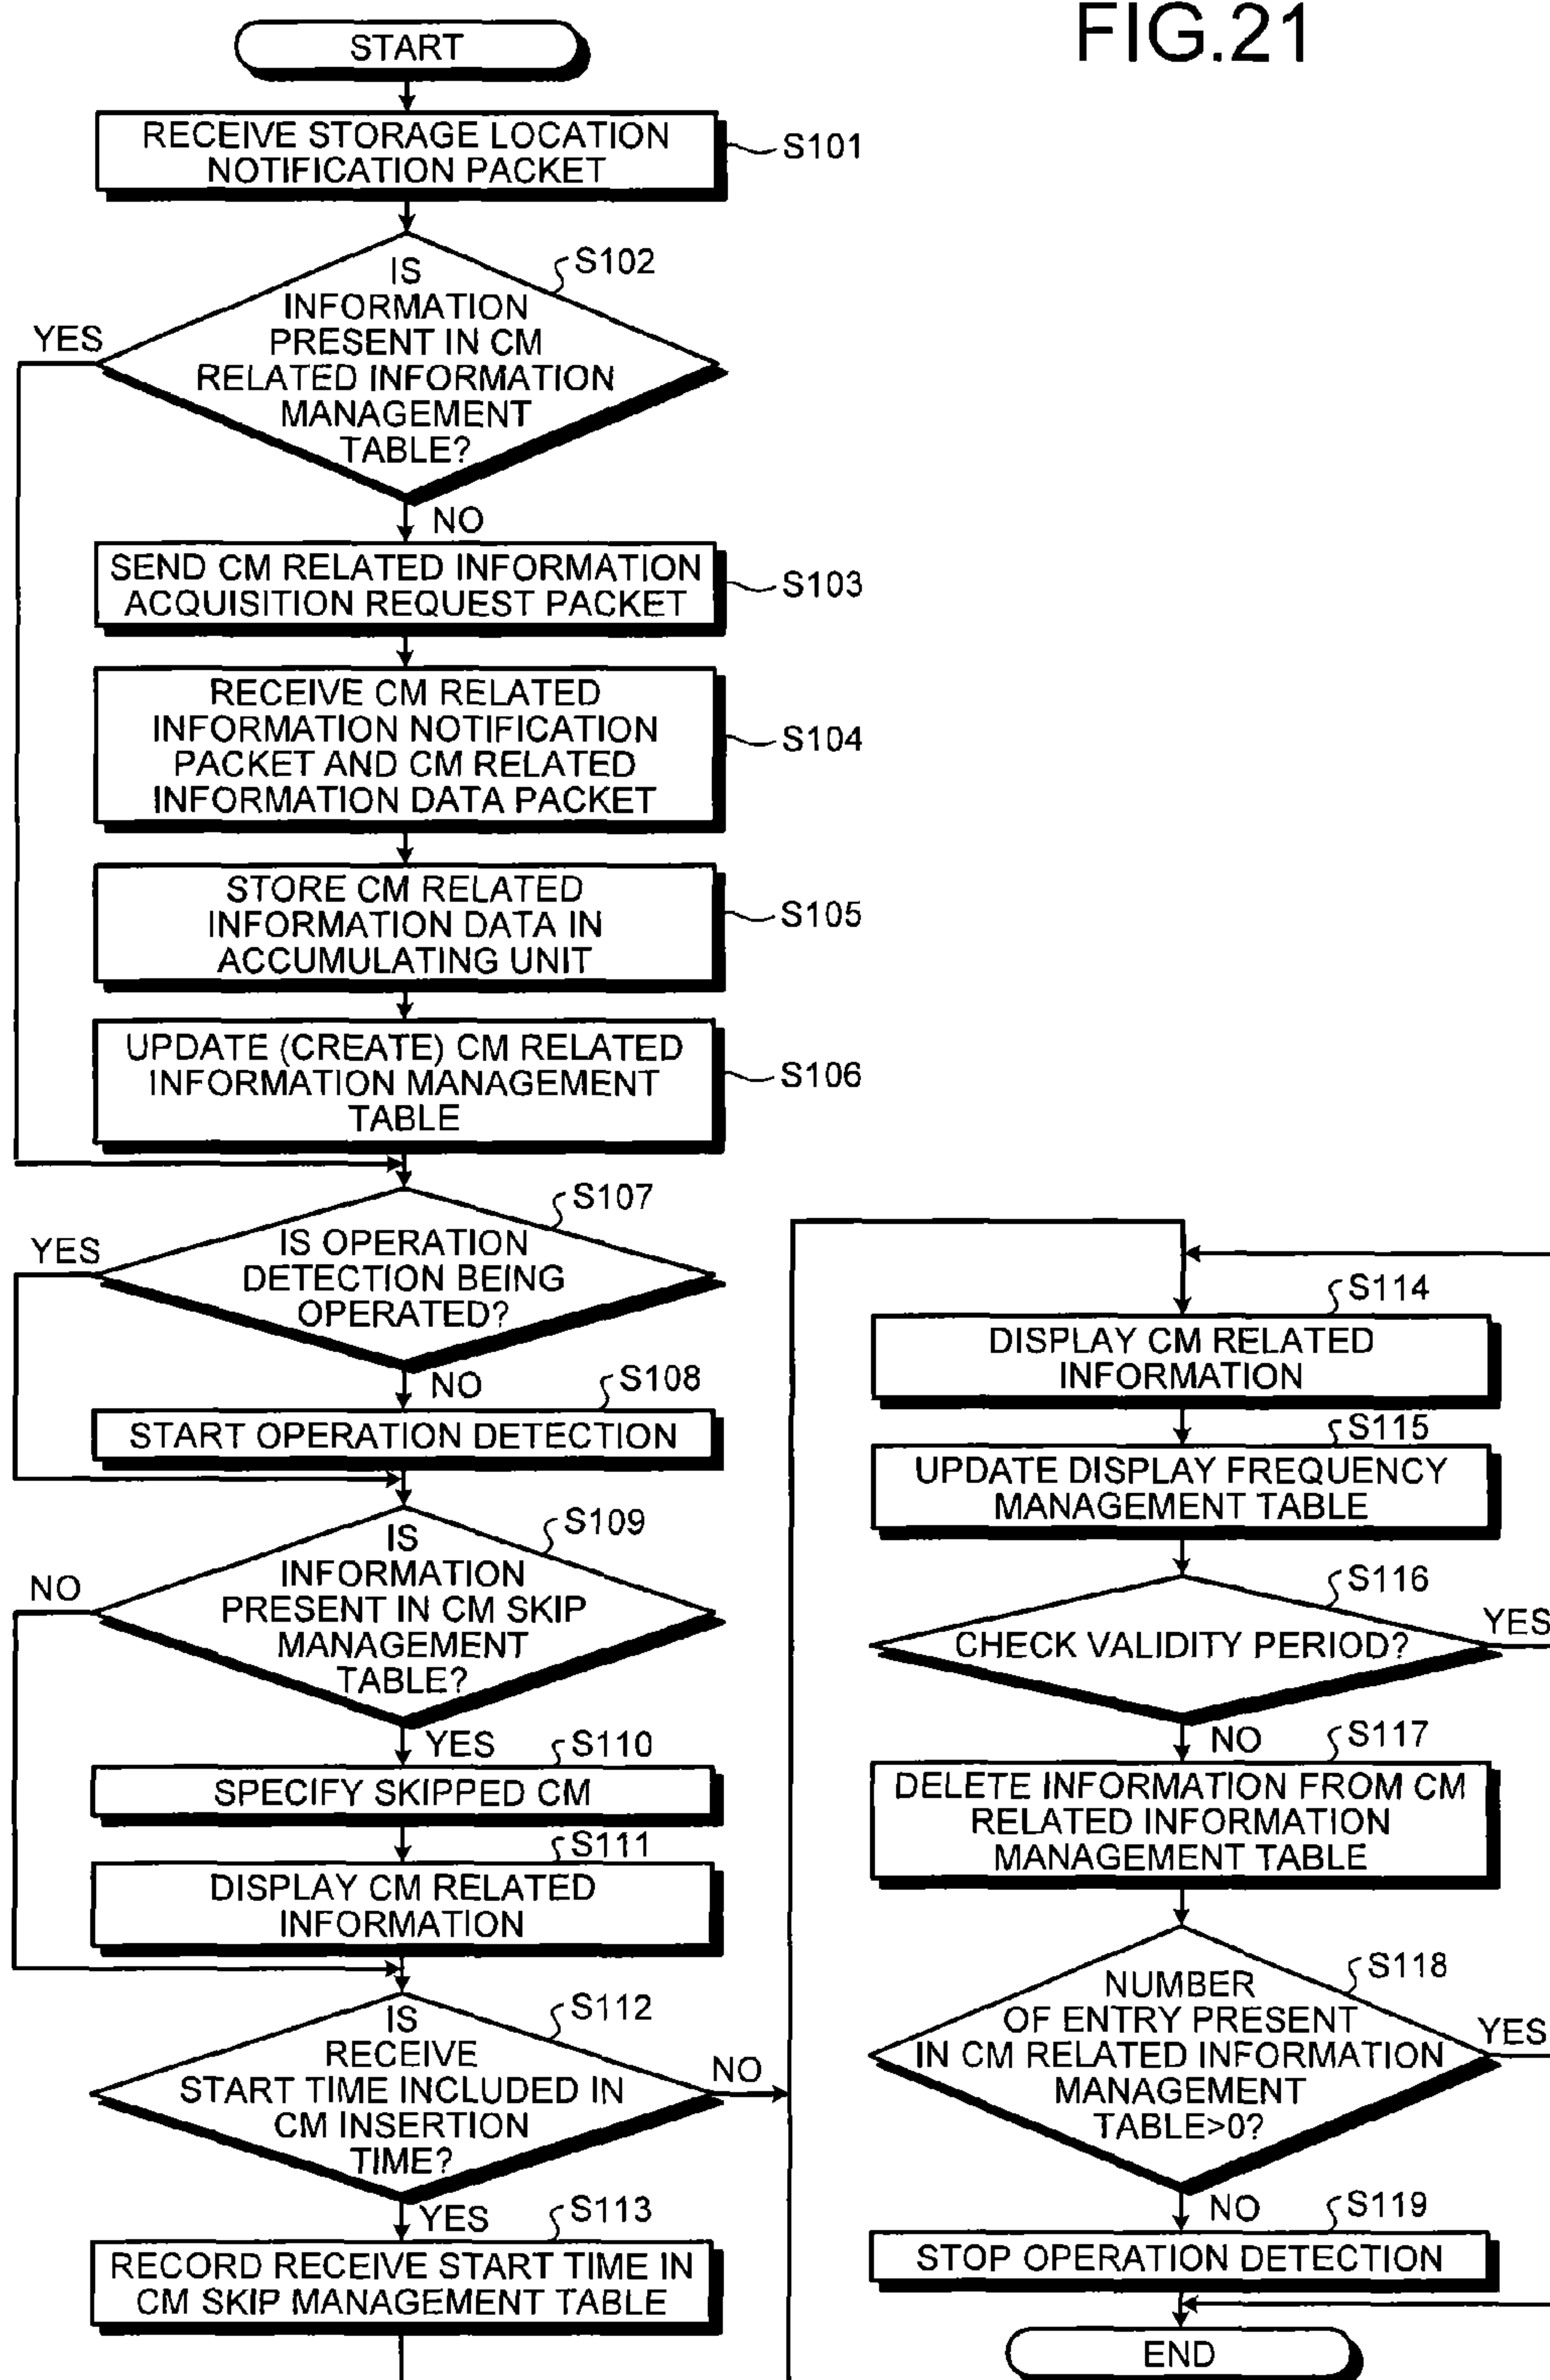 FIG.21
START
RECEIVE STORAGE LOCATION
NOTIFICATION PACKET
S101
S102
IS
INFORMATION
PRESENT IN CM
RELATED INFORMATION
MANAGEMENT
TABLE?
YES
NO
SEND CM RELATED INFORMATION
ACQUISITION REQUEST PACKET
S103
RECEIVE CM RELATED
INFORMATION NOTIFICATION
PACKET AND CM RELATED
INFORMATION DATA PACKET
S104
STORE CM RELATED
INFORMATION DATA IN
ACCUMULATING UNIT
S105
UPDATE (CREATE) CM RELATED
INFORMATION MANAGEMENT
TABLE
S106
S107
IS OPERATION
DETECTION BEING
OPERATED?
YES
NO
S108
START OPERATION DETECTION
S109
IS
INFORMATION
PRESENT IN CM SKIP
MANAGEMENT
TABLE?
NO
YES
S110
SPECIFY SKIPPED CM
S111
DISPLAY CM RELATED
INFORMATION
S112
IS
RECEIVE
START TIME INCLUDED IN
CM INSERTION
TIME?
NO
YES
S113
RECORD RECEIVE START TIME IN
CM SKIP MANAGEMENT TABLE
S114
DISPLAY CM RELATED
INFORMATION
S115
UPDATE DISPLAY FREQUENCY
MANAGEMENT TABLE
S116
CHECK VALIDITY PERIOD?
YES
NO
S117
DELETE INFORMATION FROM CM
RELATED INFORMATION
MANAGEMENT TABLE
S118
NUMBER
OF ENTRY PRESENT
IN CM RELATED INFORMATION
MANAGEMENT
TABLE>0?
YES
NO
S119
STOP OPERATION DETECTION
END